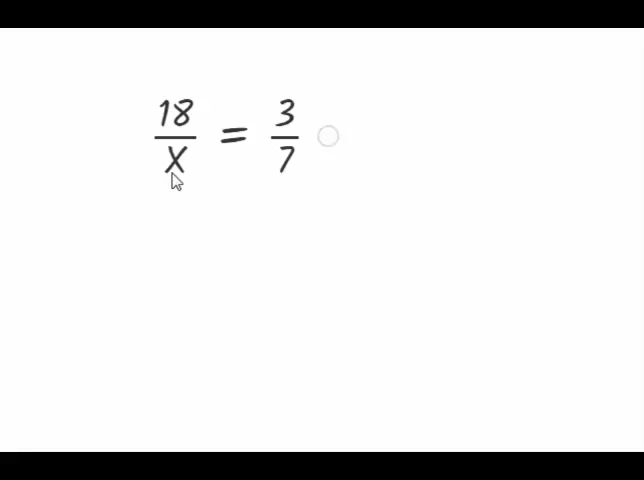 18/X = 3/7